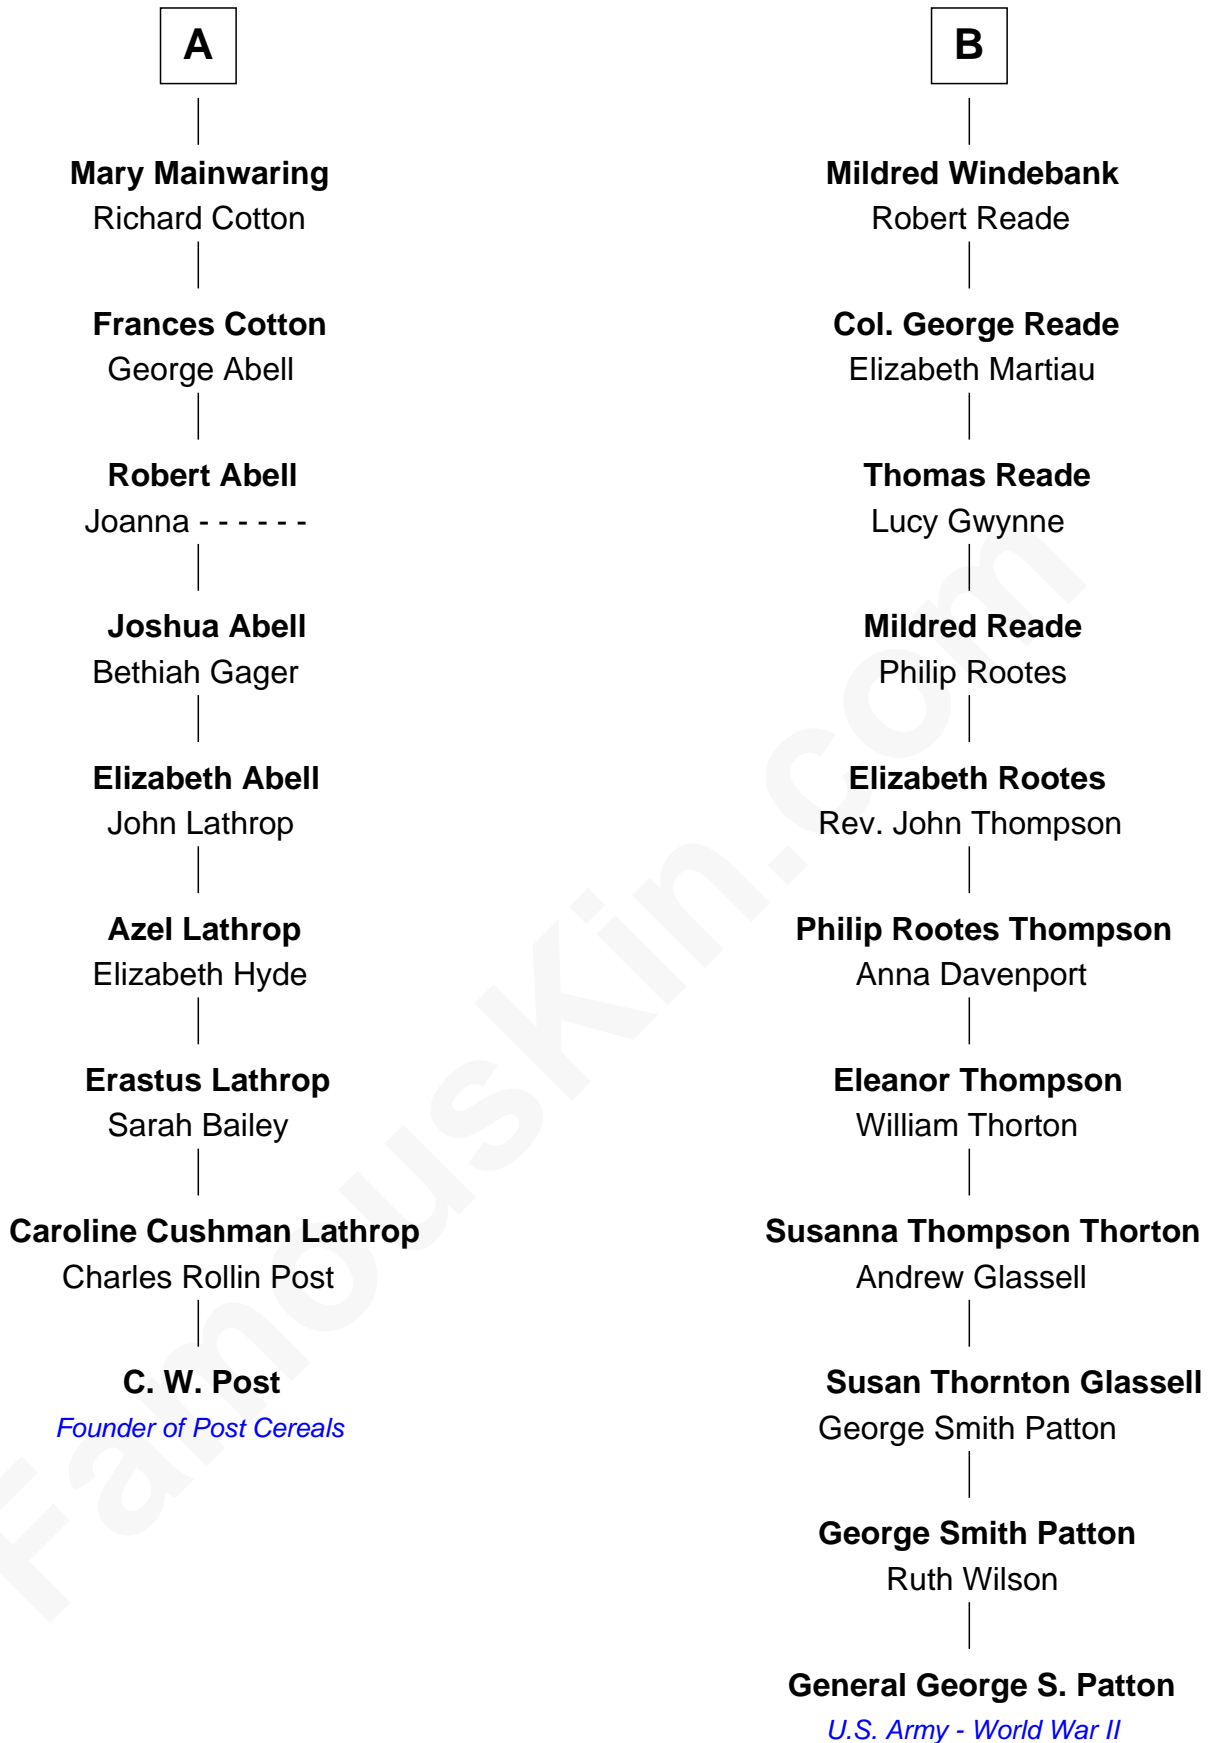 A
Mary Mainwaring
Richard Cotton
Frances Cotton
George Abell
Robert Abell
Joanna - - - - - -
Joshua Abell
Bethiah Gager
Elizabeth Abell
John Lathrop
Azel Lathrop
Elizabeth Hyde
Erastus Lathrop
Sarah Bailey
Caroline Cushman Lathrop
Charles Rollin Post
C. W. Post
Founder of Post Cereals
B
Mildred Windebank
Robert Reade
Col. George Reade
Elizabeth Martiau
Thomas Reade
Lucy Gwynne
Mildred Reade
Philip Rootes
Elizabeth Rootes
Rev. John Thompson
Philip Rootes Thompson
Anna Davenport
Eleanor Thompson
William Thorton
Susanna Thompson Thorton
Andrew Glassell
Susan Thornton Glassell
George Smith Patton
George Smith Patton
Ruth Wilson
General George S. Patton
U.S. Army - World War II
FamousKin.com